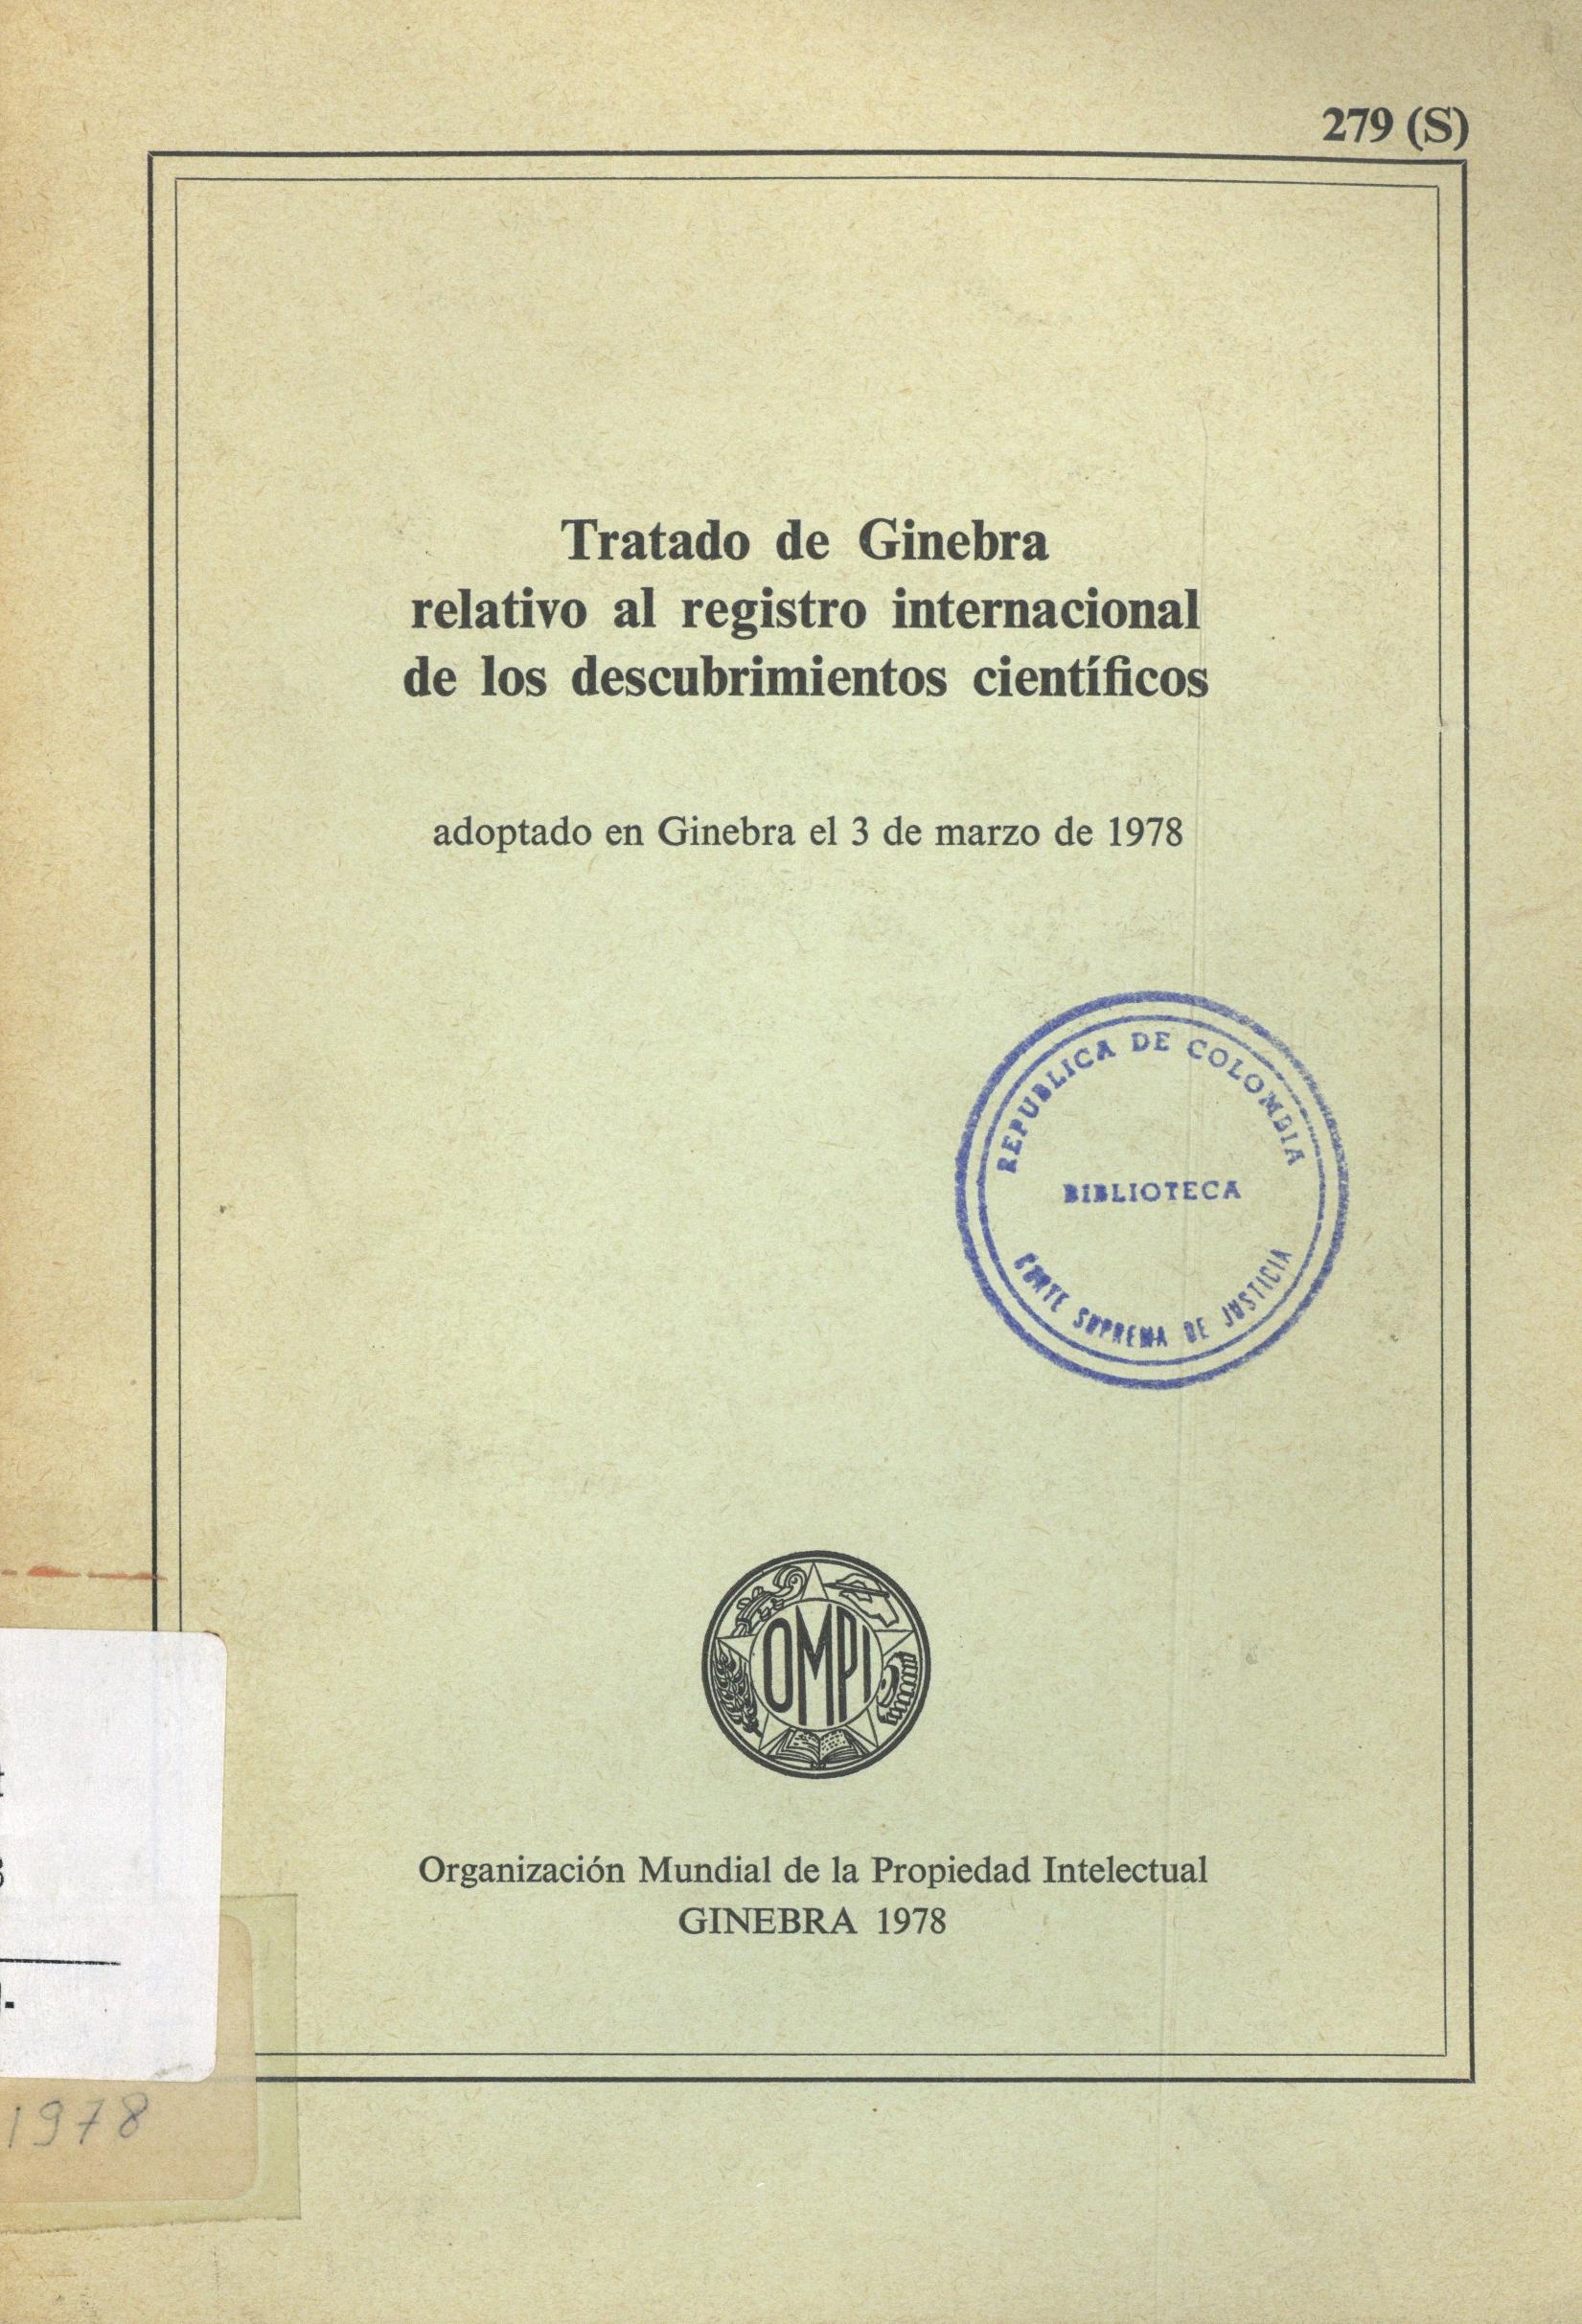 279 (S)
Tratado de Ginebra
relativo al registro internacional
de los descubrimientos científicos
adoptado en Ginebra el 3 de marzo de 1978
REPUBLICA DE COLOMBIA
BIBLIOTECA
CORTE SUPREMA DE JUSTICIA
OMPI
Organización Mundial de la Propiedad Intelectual
GINEBRA 1978
1978